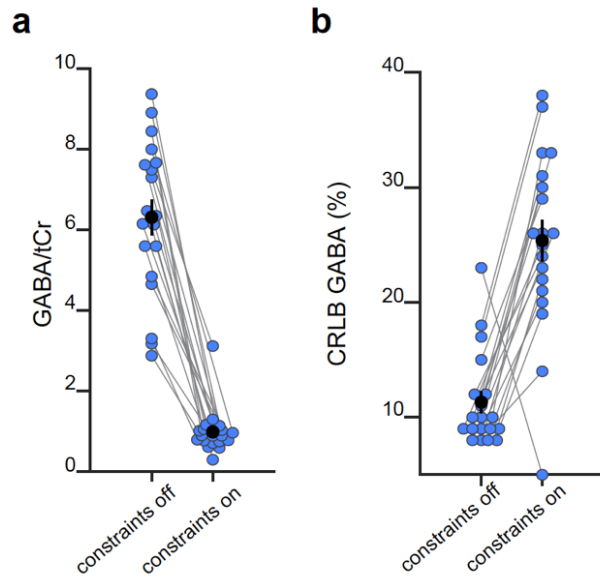 a
b
10
8
6
4
2
0
GABA/tCr
constraints off
constraints on
40
30
20
10
CRLB GABA (%)
constraints off
constraints on